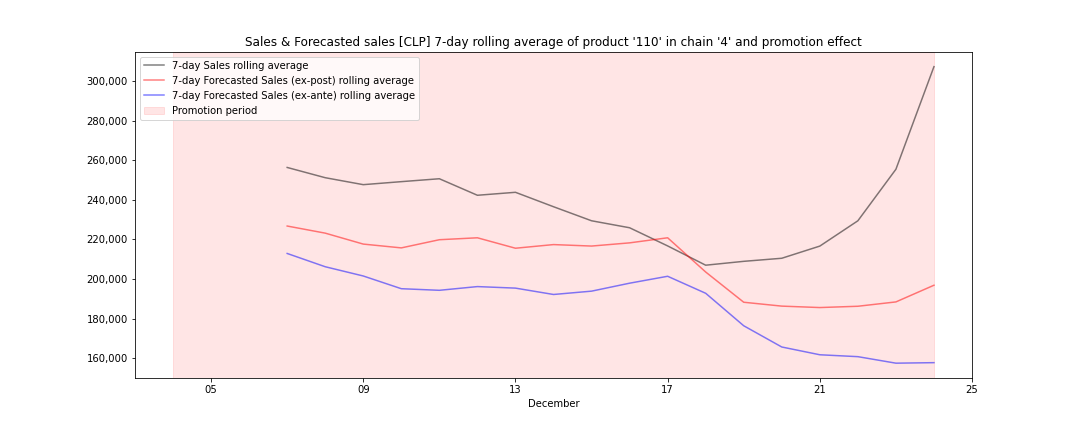 Sales & Forecasted sales [CLP] 7-day rolling average of product '110' in chain '4' and promotion effect
7-day Sales rolling average
7-day Forecasted Sales (ex-post) rolling average
7-day Forecasted Sales (ex-ante) rolling average
Promotion period
300,000
280,000
260,000
240,000
220,000
200,000
180,000
160,000
05 09 13 17 21 25
December